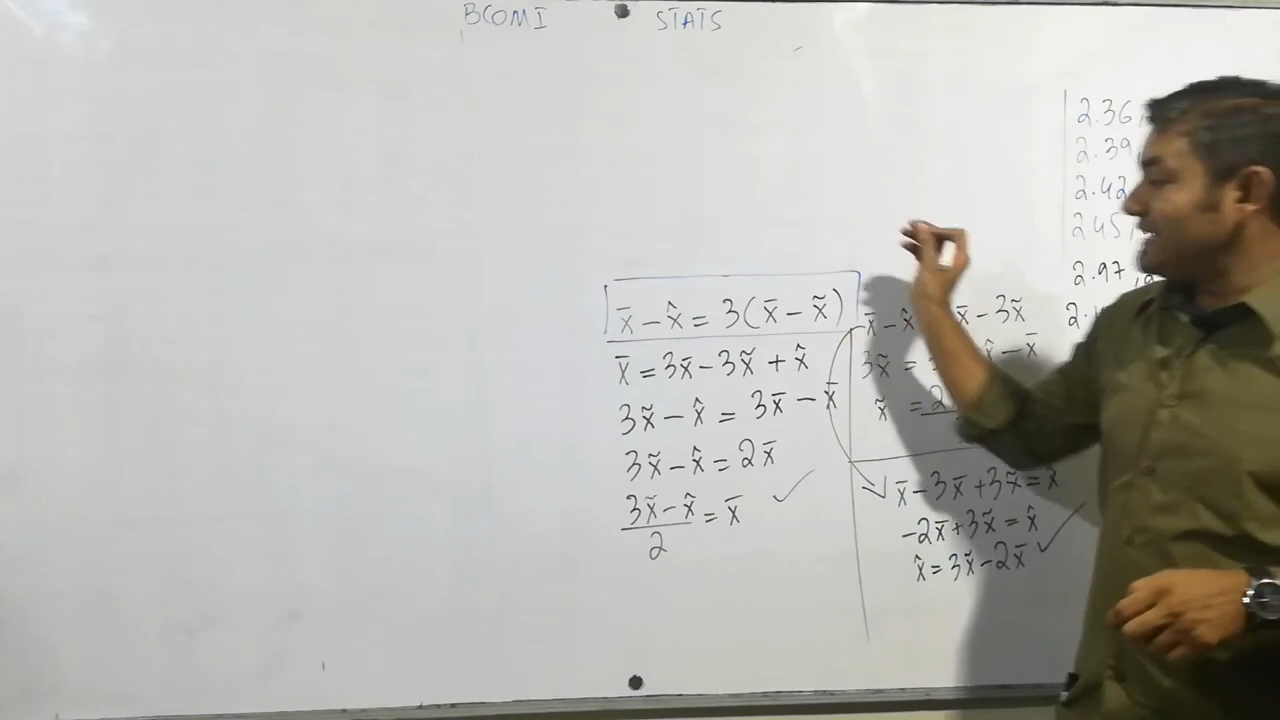 BCOM I STATS
2.36,
2.39,
2.42
2.45,
2.97,
2.
x̄ − x̂ = 3(x̄ − x̃)
x̄ = 3x̄ − 3x̃ + x̂
3x̃ − x̂ = 3x̄ − x̄
3x̃ − x̂ = 2x̄
3x̃ − x̂ = x̄
2
x̄ − x̂ x̄ − 3x̃
3x̃ = x̂ − x̄
x̃ = 2
x̄ − 3x̄ + 3x̃ = x̂
−2x̄ + 3x̃ = x̂
x̂ = 3x̃ − 2x̄